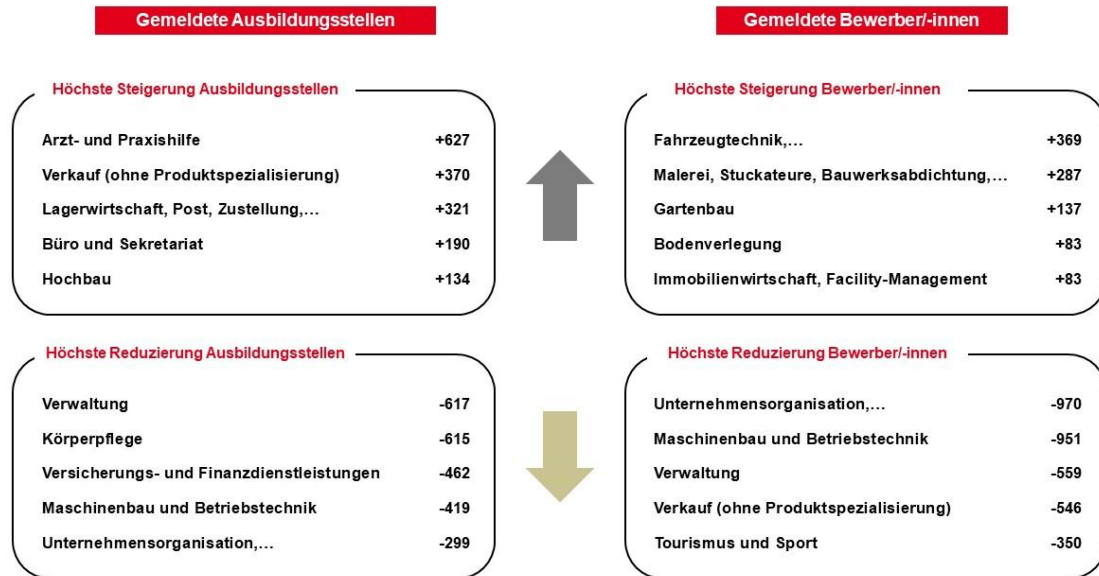 Gemeldete Ausbildungsstellen
Höchste Steigerung Ausbildungsstellen
Arzt- und Praxishilfe +627
Verkauf (ohne Produktspezialisierung) +370
Lagerwirtschaft, Post, Zustellung,... +321
Büro und Sekretariat +190
Hochbau +134
Höchste Reduzierung Ausbildungsstellen
Verwaltung -617
Körperpflege -615
Versicherungs- und Finanzdienstleistungen -462
Maschinenbau und Betriebstechnik -419
Unternehmensorganisation,... -299
Gemeldete Bewerber/-innen
Höchste Steigerung Bewerber/-innen
Fahrzeugtechnik,... +369
Malerei, Stuckateure, Bauwerksabdichtung,... +287
Gartenbau +137
Bodenverlegung +83
Immobilienwirtschaft, Facility-Management +83
Höchste Reduzierung Bewerber/-innen
Unternehmensorganisation,... -970
Maschinenbau und Betriebstechnik -951
Verwaltung -559
Verkauf (ohne Produktspezialisierung) -546
Tourismus und Sport -350